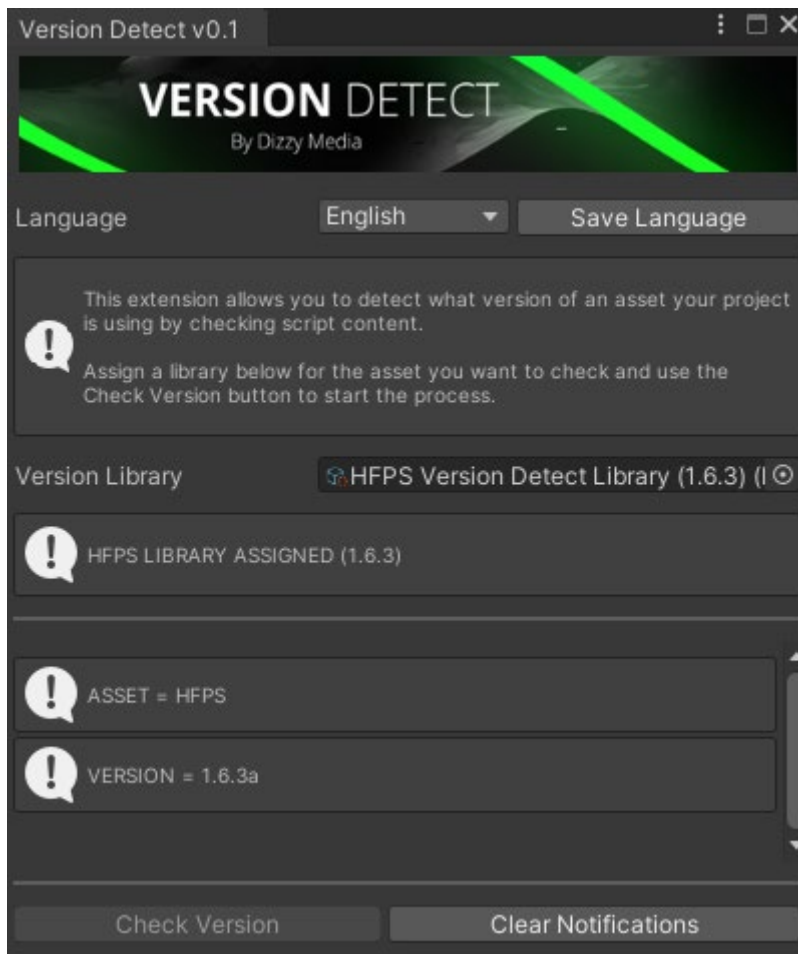 Version Detect v0.1
VERSION DETECT
By Dizzy Media
Language English Save Language
This extension allows you to detect what version of an asset your project
is using by checking script content.
Assign a library below for the asset you want to check and use the
Check Version button to start the process.
Version Library HFPS Version Detect Library (1.6.3) (
HFPS LIBRARY ASSIGNED (1.6.3)
ASSET = HFPS
VERSION = 1.6.3a
Check Version Clear Notifications